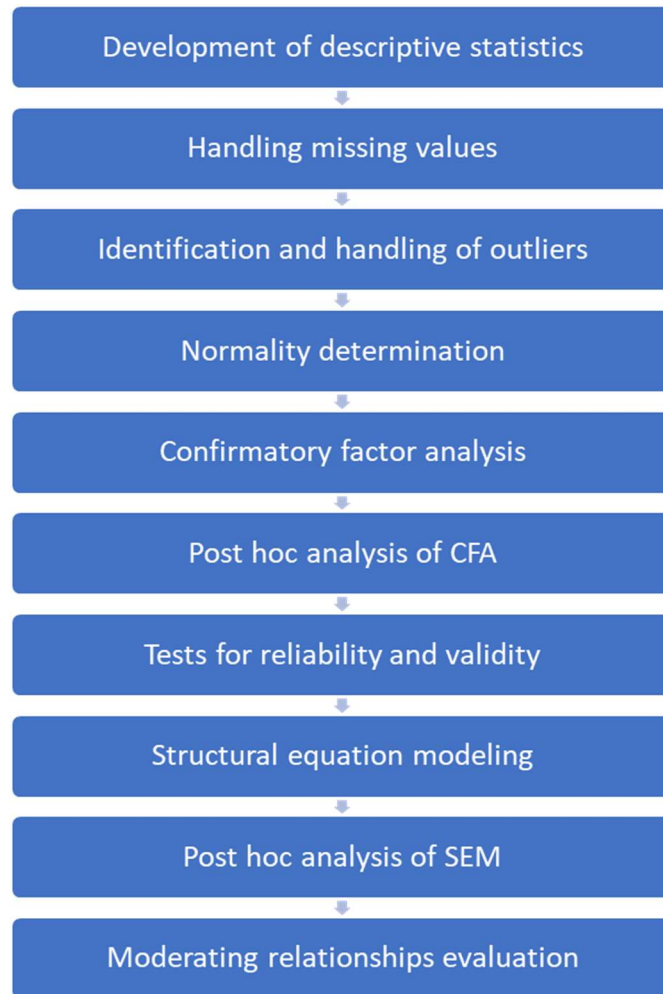 Development of descriptive statistics
Handling missing values
Identification and handling of outliers
Normality determination
Confirmatory factor analysis
Post hoc analysis of CFA
Tests for reliability and validity
Structural equation modeling
Post hoc analysis of SEM
Moderating relationships evaluation